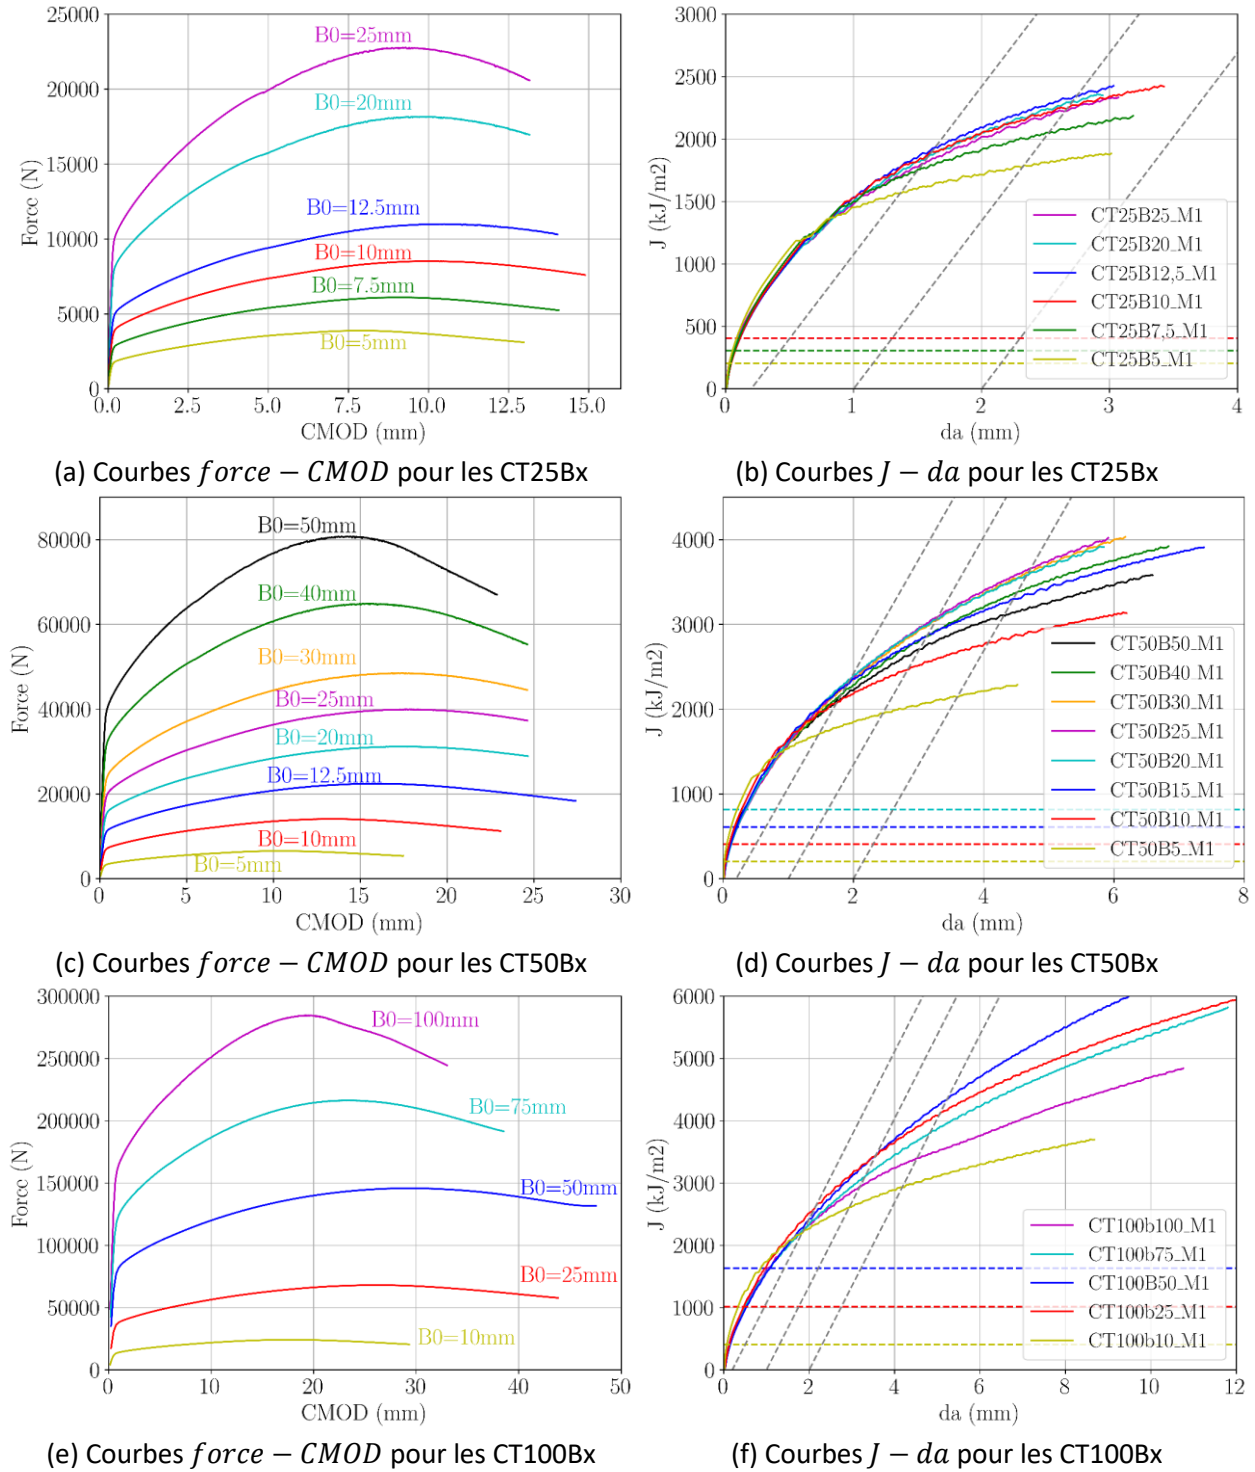 25000
20000
15000
10000
5000
0
Force (N)
B0=25mm
B0=20mm
B0=12.5mm
B0=10mm
B0=7.5mm
B0=5mm
0.0 2.5 5.0 7.5 10.0 12.5 15.0
CMOD (mm)
(a) Courbes force − CMOD pour les CT25Bx
3000
2500
2000
1500
1000
500
0
J (kJ/m2)
CT25B25_M1
CT25B20_M1
CT25B12,5_M1
CT25B10_M1
CT25B7,5_M1
CT25B5_M1
0 1 2 3 4
da (mm)
(b) Courbes J − da pour les CT25Bx
80000
60000
40000
20000
0
Force (N)
B0=50mm
B0=40mm
B0=30mm
B0=25mm
B0=20mm
B0=12.5mm
B0=10mm
B0=5mm
0 5 10 15 20 25 30
CMOD (mm)
(c) Courbes force − CMOD pour les CT50Bx
4000
3000
2000
1000
0
J (kJ/m2)
CT50B50_M1
CT50B40_M1
CT50B30_M1
CT50B25_M1
CT50B20_M1
CT50B15_M1
CT50B10_M1
CT50B5_M1
0 2 4 6 8
da (mm)
(d) Courbes J − da pour les CT50Bx
300000
250000
200000
150000
100000
50000
0
Force (N)
B0=100mm
B0=75mm
B0=50mm
B0=25mm
B0=10mm
0 10 20 30 40 50
CMOD (mm)
(e) Courbes force − CMOD pour les CT100Bx
6000
5000
4000
3000
2000
1000
0
J (kJ/m2)
CT100b100_M1
CT100b75_M1
CT100B50_M1
CT100b25_M1
CT100b10_M1
0 2 4 6 8 10 12
da (mm)
(f) Courbes J − da pour les CT100Bx